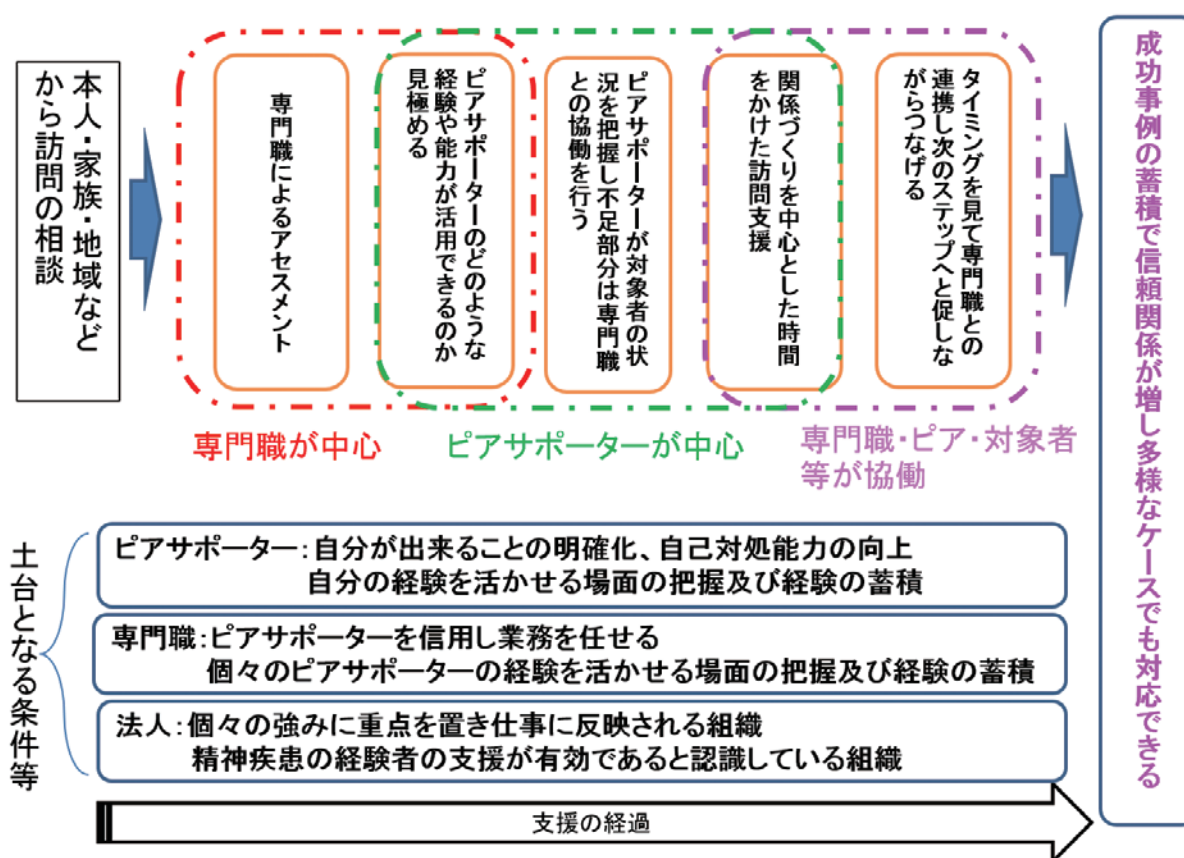 本人・家族・地域など
から訪問の相談
専門職によるアセスメント
ピアサポーターのどのような
経験や能力が活用できるのか
見極める
ピアサポーターが対象者の状
況を把握し不足部分は専門職
との協働を行う
関係づくりを中心とした時間
をかけた訪問支援
タイミングを見て専門職との
連携し次のステップへと促しな
がらつなげる
成功事例の蓄積で信頼関係が増し多様なケースでも対応できる
専門職が中心
ピアサポーターが中心
専門職・ピア・対象者
等が協働
土台となる条件等
ピアサポーター：自分が出来ることの明確化、自己対処能力の向上
自分の経験を活かせる場面の把握及び経験の蓄積
専門職：ピアサポーターを信用し業務を任せる
個々のピアサポーターの経験を活かせる場面の把握及び経験の蓄積
法人：個々の強みに重点を置き仕事に反映される組織
精神疾患の経験者の支援が有効であると認識している組織
支援の経過